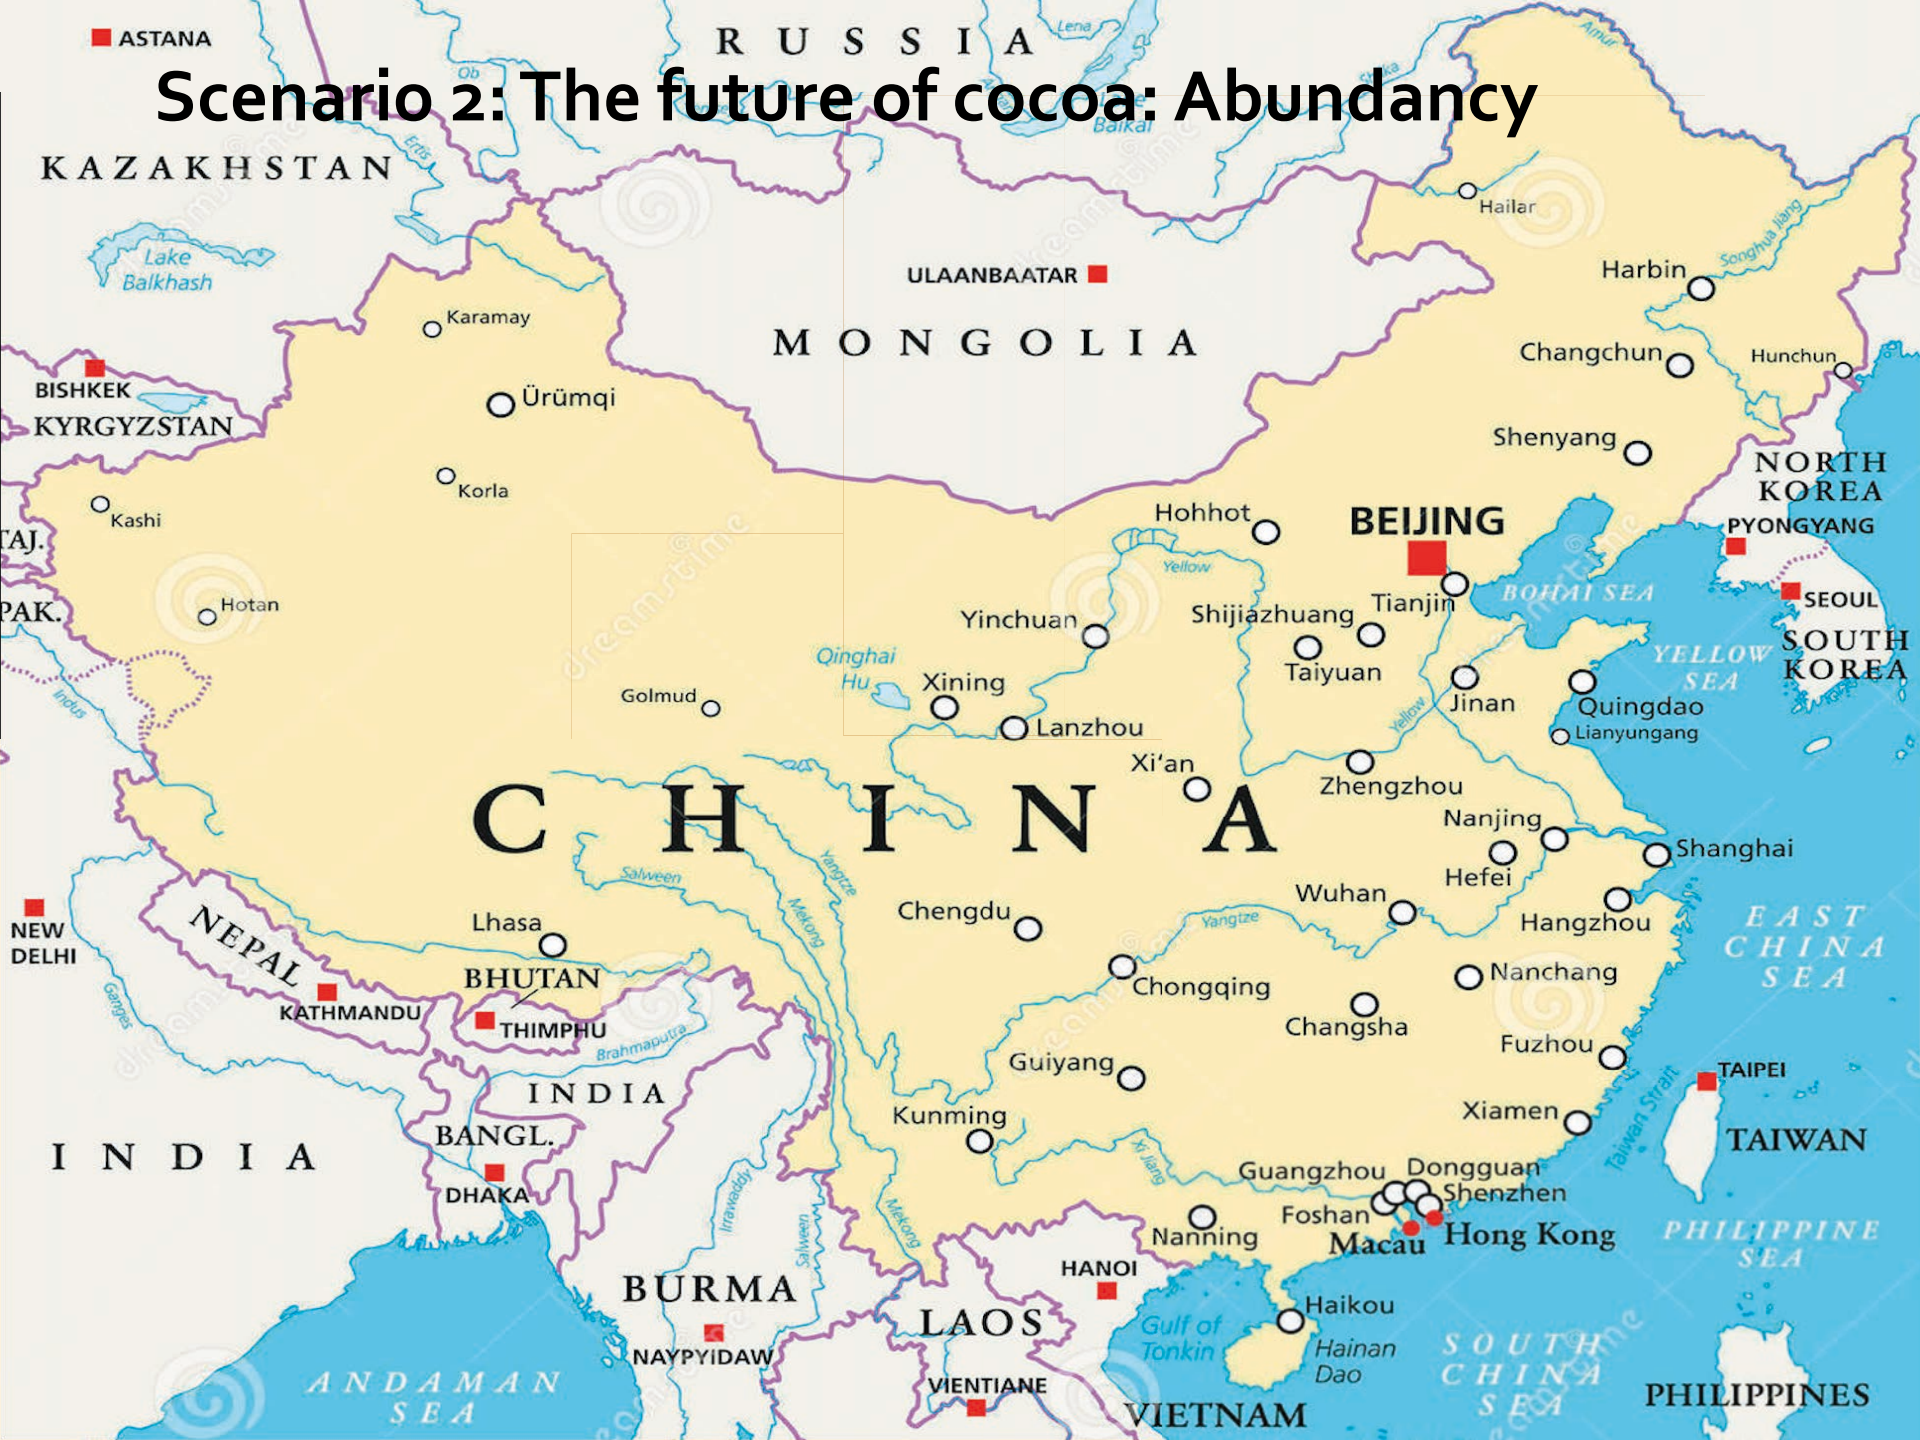 Scenario 2: The future of cocoa: Abundancy
RUSSIA
ASTANA
Lena
Ob
Shilka
Amur
Lake
Baikal
KAZAKHSTAN
Ertis
Hailar
Songhua Jiang
Lake
Balkhash
ULAANBAATAR
Harbin
MONGOLIA
Karamay
Changchun
Hunchun
BISHKEK
KYRGYZSTAN
Ürümqi
Shenyang
NORTH
KOREA
Korla
Kashi
Hohhot
BEIJING
PYONGYANG
TAJ.
Yellow
BOHAI SEA
SEOUL
Hotan
PAK.
Yinchuan
Shijiazhuang
Tianjin
Taiyuan
SOUTH
KOREA
YELLOW
SEA
Qinghai
Hu
Xining
Golmud
Indus
Lanzhou
Jinan
Yellow
Quingdao
Lianyungang
Xi'an
Zhengzhou
CHINA
Nanjing
Shanghai
Hefei
Yangtze
Salween
Mekong
Wuhan
Yangtze
Chengdu
Hangzhou
EAST
CHINA
SEA
NEW
DELHI
NEPAL
Lhasa
BHUTAN
Chongqing
Nanchang
KATHMANDU
THIMPHU
Ganges
Brahmaputra
Changsha
Fuzhou
Guiyang
TAIPEI
INDIA
Kunming
Xiamen
Taiwan Strait
TAIWAN
BANGL.
INDIA
Xi Jiang
Guangzhou
Dongguan
DHAKA
Irrawaddy
Salween
Mekong
Shenzhen
Foshan
Nanning
Macau
Hong Kong
PHILIPPINE
SEA
HANOI
BURMA
LAOS
Haikou
Gulf of
Tonkin
Hainan
Dao
SOUTH
CHINA
SEA
NAYPYIDAW
ANDAMAN
SEA
VIENTIANE
VIETNAM
PHILIPPINES
dreamstime